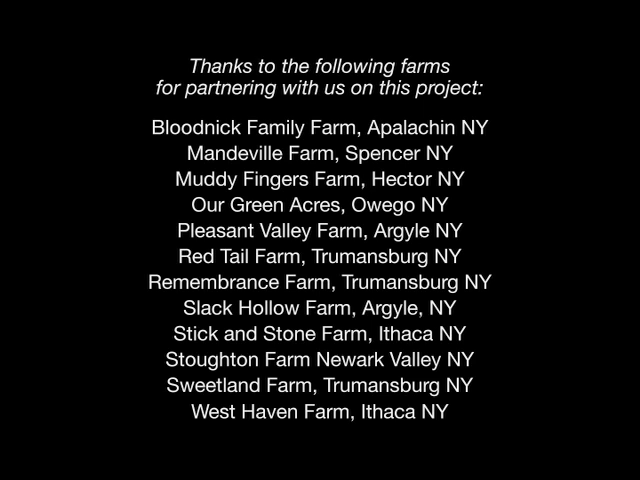 Thanks to the following farms
for partnering with us on this project:
Bloodnick Family Farm, Apalachin NY
Mandeville Farm, Spencer NY
Muddy Fingers Farm, Hector NY
Our Green Acres, Owego NY
Pleasant Valley Farm, Argyle NY
Red Tail Farm, Trumansburg NY
Remembrance Farm, Trumansburg NY
Slack Hollow Farm, Argyle, NY
Stick and Stone Farm, Ithaca NY
Stoughton Farm Newark Valley NY
Sweetland Farm, Trumansburg NY
West Haven Farm, Ithaca NY